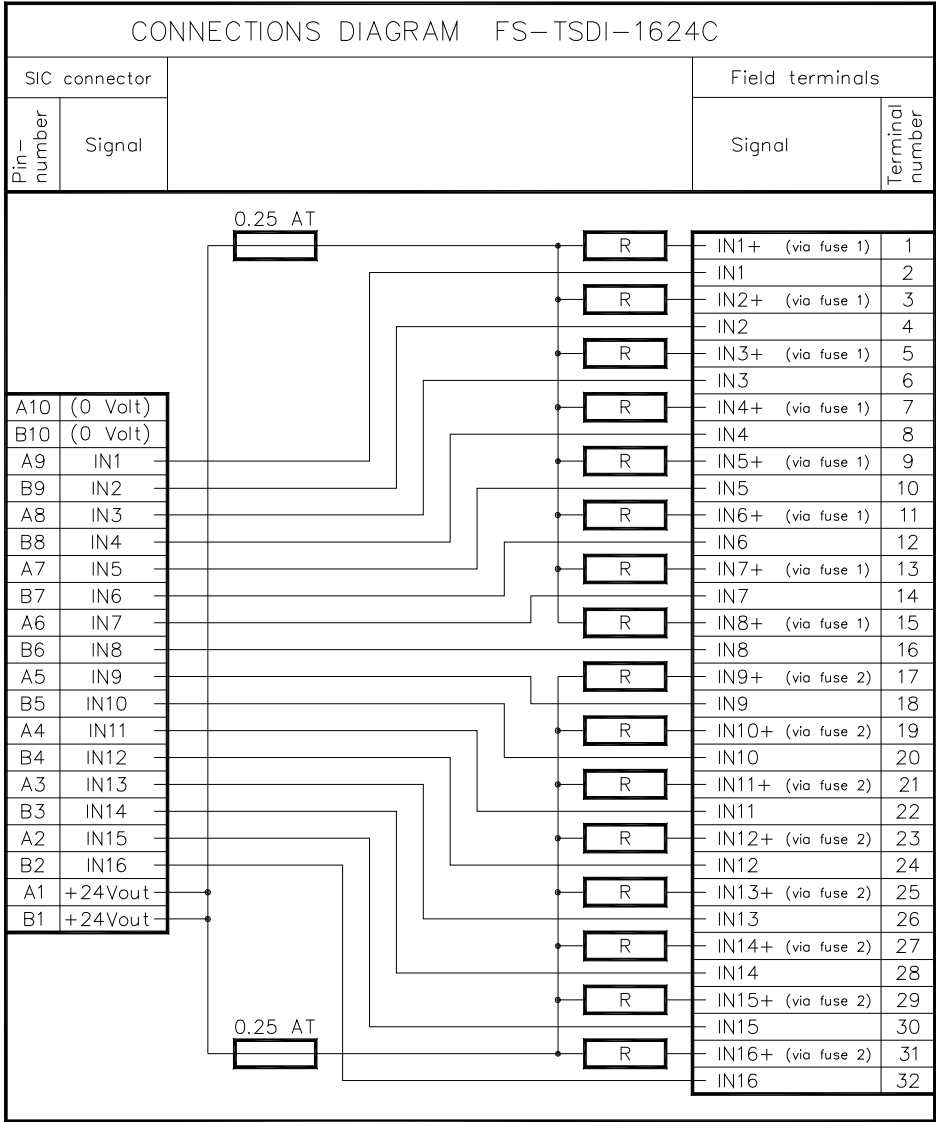 CONNECTIONS DIAGRAM FS-TSDI-1624C
SIC connector
Field terminals
Pin-
number
Signal
Signal
Terminal
number
0.25 AT
R IN1+ (via fuse 1) 1
IN1 2
R IN2+ (via fuse 1) 3
IN2 4
R IN3+ (via fuse 1) 5
IN3 6
A10 (0 Volt) R IN4+ (via fuse 1) 7
B10 (0 Volt) IN4 8
A9 IN1 R IN5+ (via fuse 1) 9
B9 IN2 IN5 10
A8 IN3 R IN6+ (via fuse 1) 11
B8 IN4 IN6 12
A7 IN5 R IN7+ (via fuse 1) 13
B7 IN6 IN7 14
A6 IN7 R IN8+ (via fuse 1) 15
B6 IN8 IN8 16
A5 IN9 R IN9+ (via fuse 2) 17
B5 IN10 IN9 18
A4 IN11 R IN10+ (via fuse 2) 19
B4 IN12 IN10 20
A3 IN13 R IN11+ (via fuse 2) 21
B3 IN14 IN11 22
A2 IN15 R IN12+ (via fuse 2) 23
B2 IN16 IN12 24
A1 +24Vout R IN13+ (via fuse 2) 25
B1 +24Vout IN13 26
R IN14+ (via fuse 2) 27
IN14 28
R IN15+ (via fuse 2) 29
0.25 AT IN15 30
R IN16+ (via fuse 2) 31
IN16 32